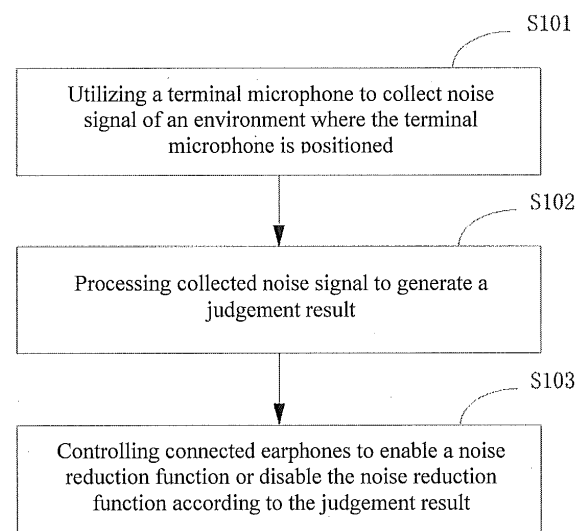 S101
Utilizing a terminal microphone to collect noise
signal of an environment where the terminal
microphone is positioned
S102
Processing collected noise signal to generate a
judgement result
S103
Controlling connected earphones to enable a noise
reduction function or disable the noise reduction
function according to the judgement result